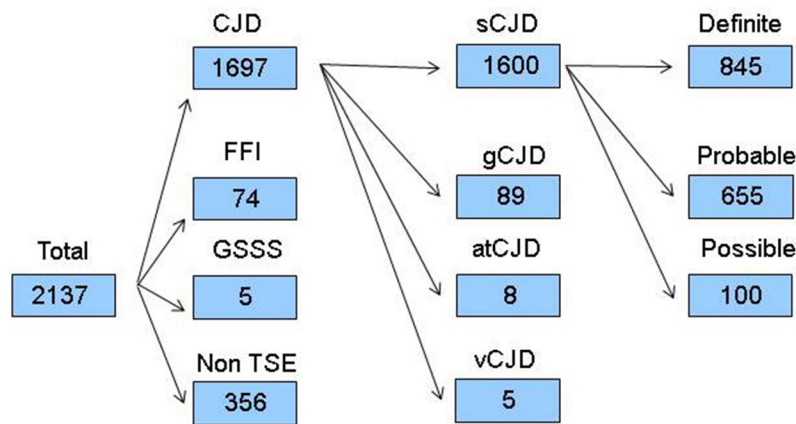 CJD
1697
sCJD
1600
Definite
845
FFI
74
gCJD
89
Probable
655
Total
2137
GSSS
5
atCJD
8
Possible
100
Non TSE
356
vCJD
5